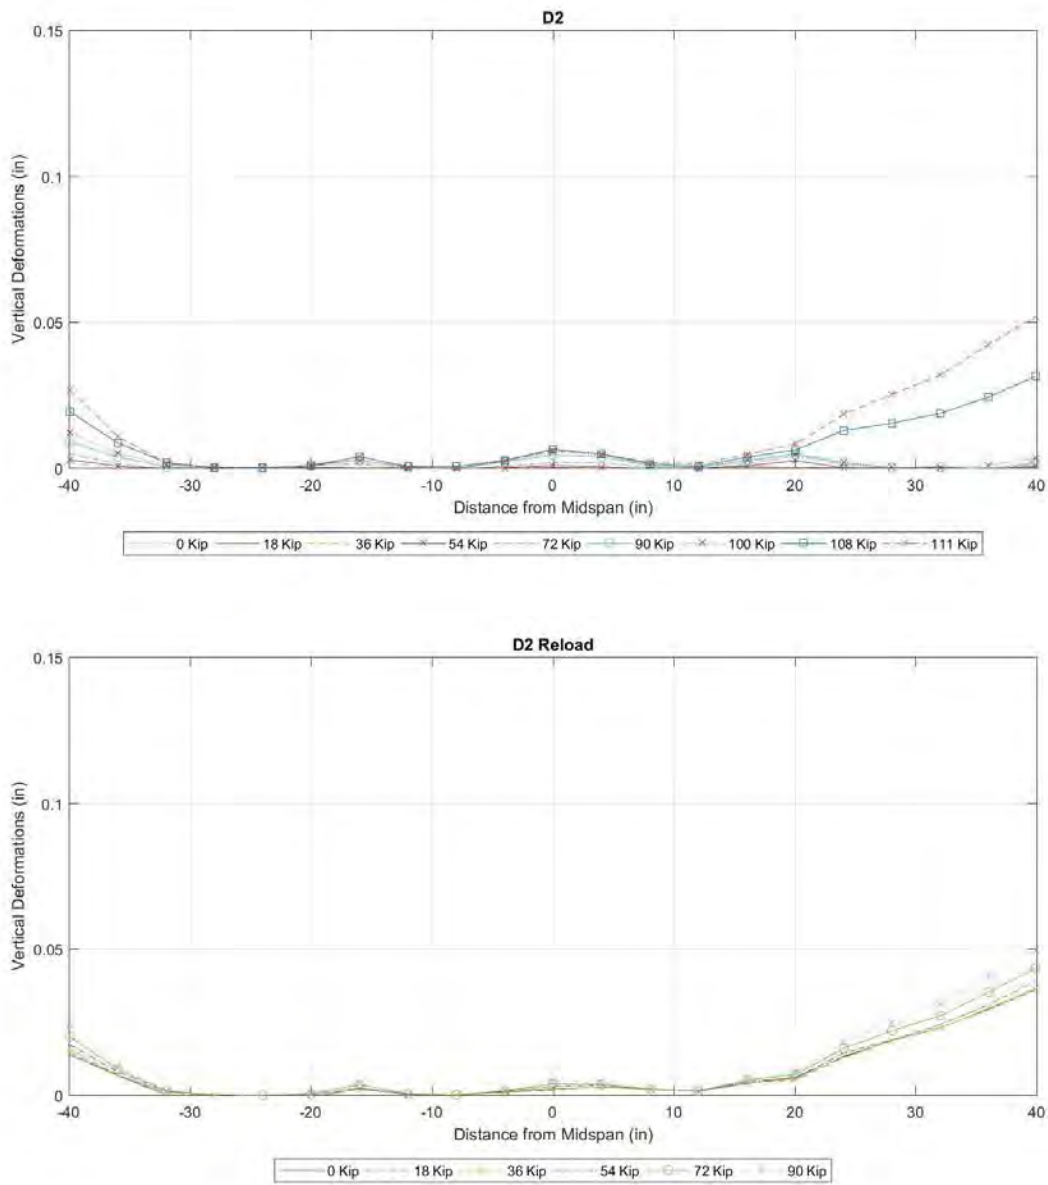 D2
0.15
0.1
0.05
0
Vertical Deformations (in)
-40 -30 -20 -10 0 10 20 30 40
Distance from Midspan (in)
0 Kip 18 Kip 36 Kip 54 Kip 72 Kip 90 Kip 100 Kip 108 Kip 111 Kip
D2 Reload
0.15
0.1
0.05
0
Vertical Deformations (in)
-40 -30 -20 -10 0 10 20 30 40
Distance from Midspan (in)
0 Kip 18 Kip 36 Kip 54 Kip 72 Kip 90 Kip